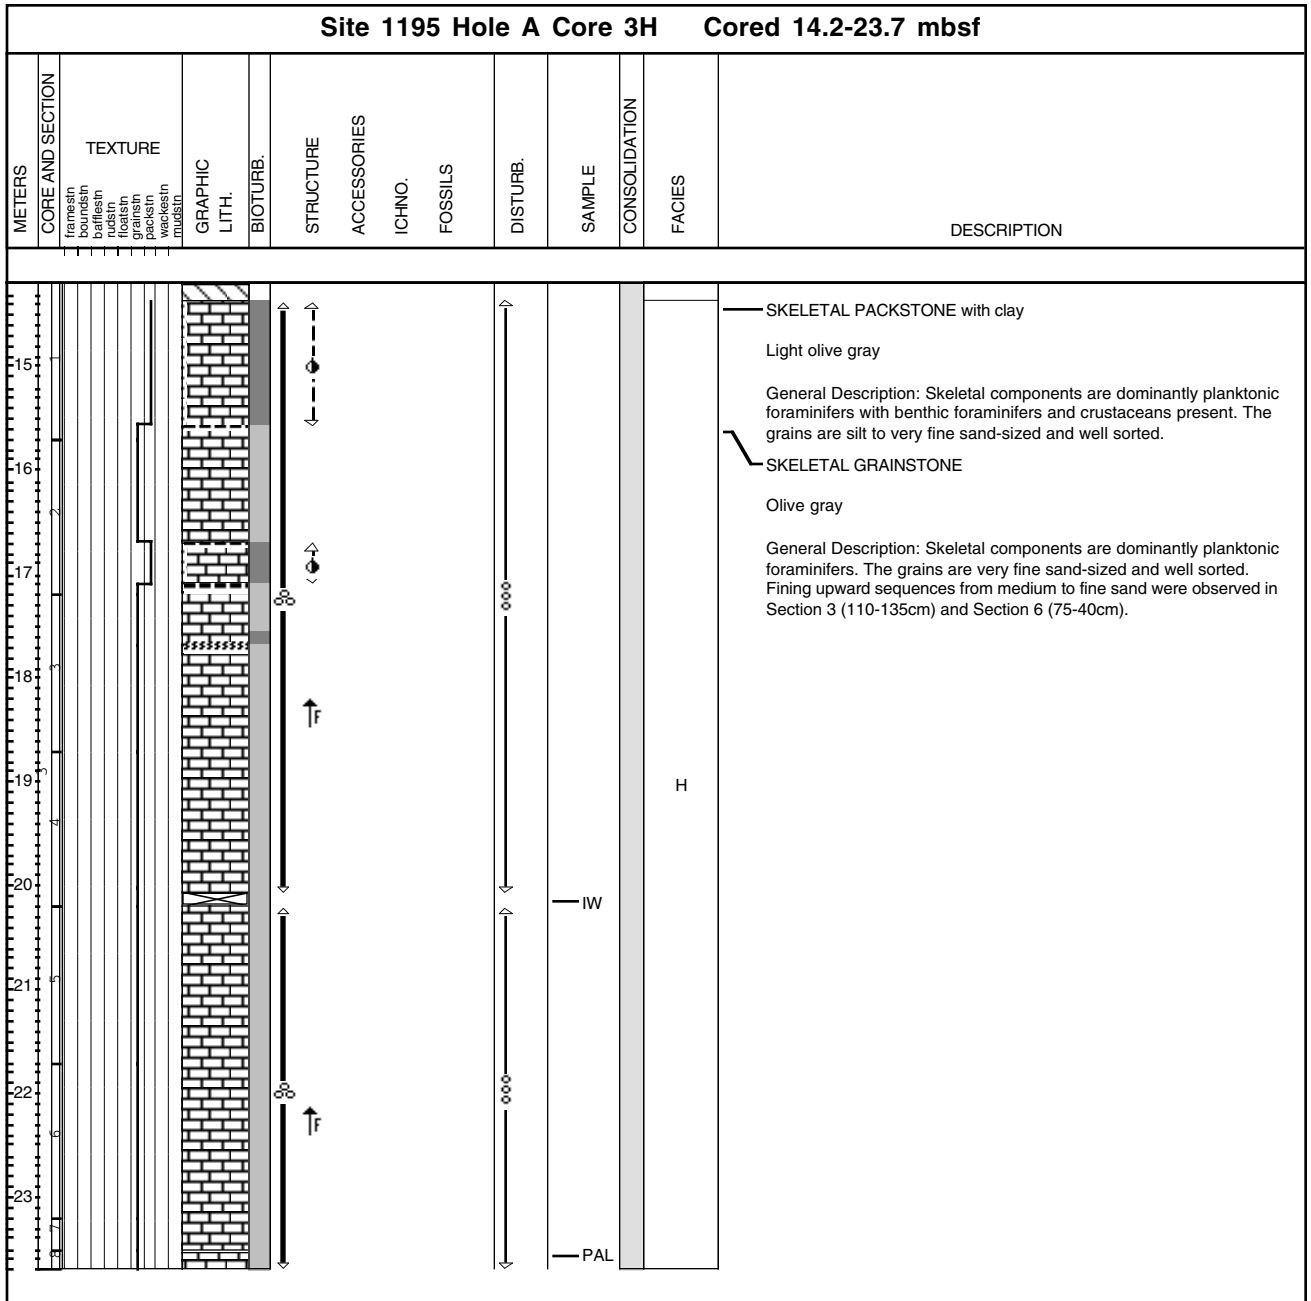 Site 1195 Hole A Core 3H Cored 14.2-23.7 mbsf
METERS
CORE AND SECTION
TEXTURE
framestn
boundstn
bafflestn
rudstn
floatstn
grainstn
packstn
wackestn
mudstn
GRAPHIC
LITH.
BIOTURB.
STRUCTURE
ACCESSORIES
ICHNO.
FOSSILS
DISTURB.
SAMPLE
CONSOLIDATION
FACIES
DESCRIPTION
SKELETAL PACKSTONE with clay
Light olive gray
General Description: Skeletal components are dominantly planktonic
foraminifers with benthic foraminifers and crustaceans present. The
grains are silt to very fine sand-sized and well sorted.
SKELETAL GRAINSTONE
Olive gray
General Description: Skeletal components are dominantly planktonic
foraminifers. The grains are very fine sand-sized and well sorted.
Fining upward sequences from medium to fine sand were observed in
Section 3 (110-135cm) and Section 6 (75-40cm).
15
16
17
18
19
20
21
22
23
1
2
3
4
5
6
7
8
3
F
F
IW
PAL
H